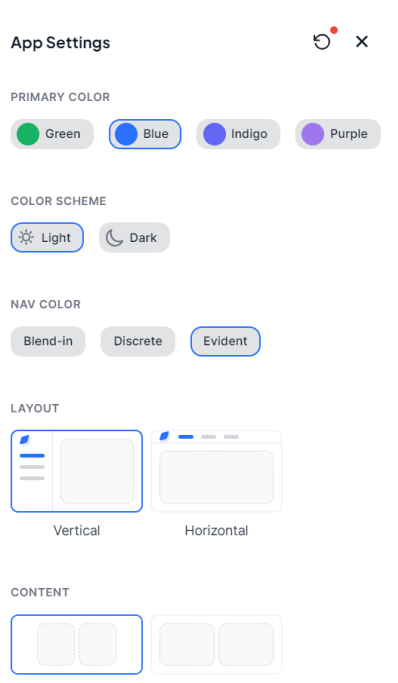 App Settings
PRIMARY COLOR
Green Blue Indigo Purple
COLOR SCHEME
Light Dark
NAV COLOR
Blend-in Discrete Evident
LAYOUT
Vertical Horizontal
CONTENT